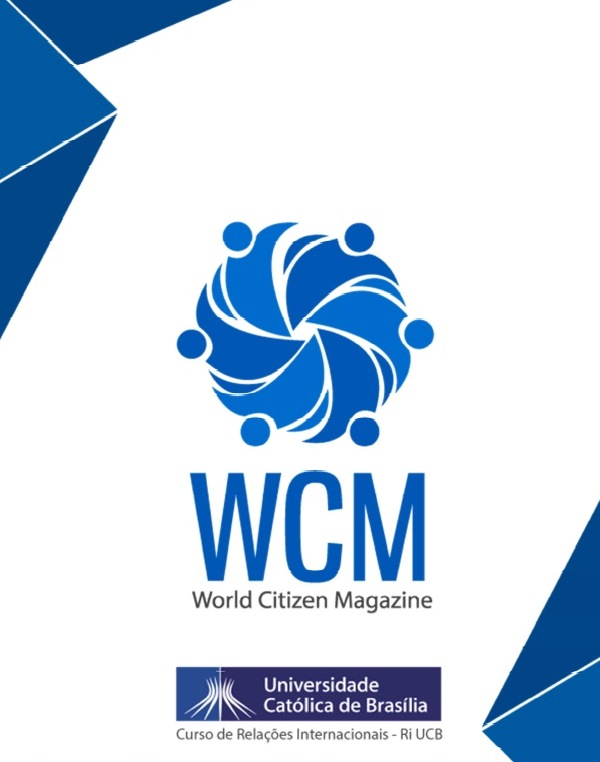 WCM
World Citizen Magazine
Universidade
Católica de Brasília
Curso de Relações Internacionais - Ri UCB